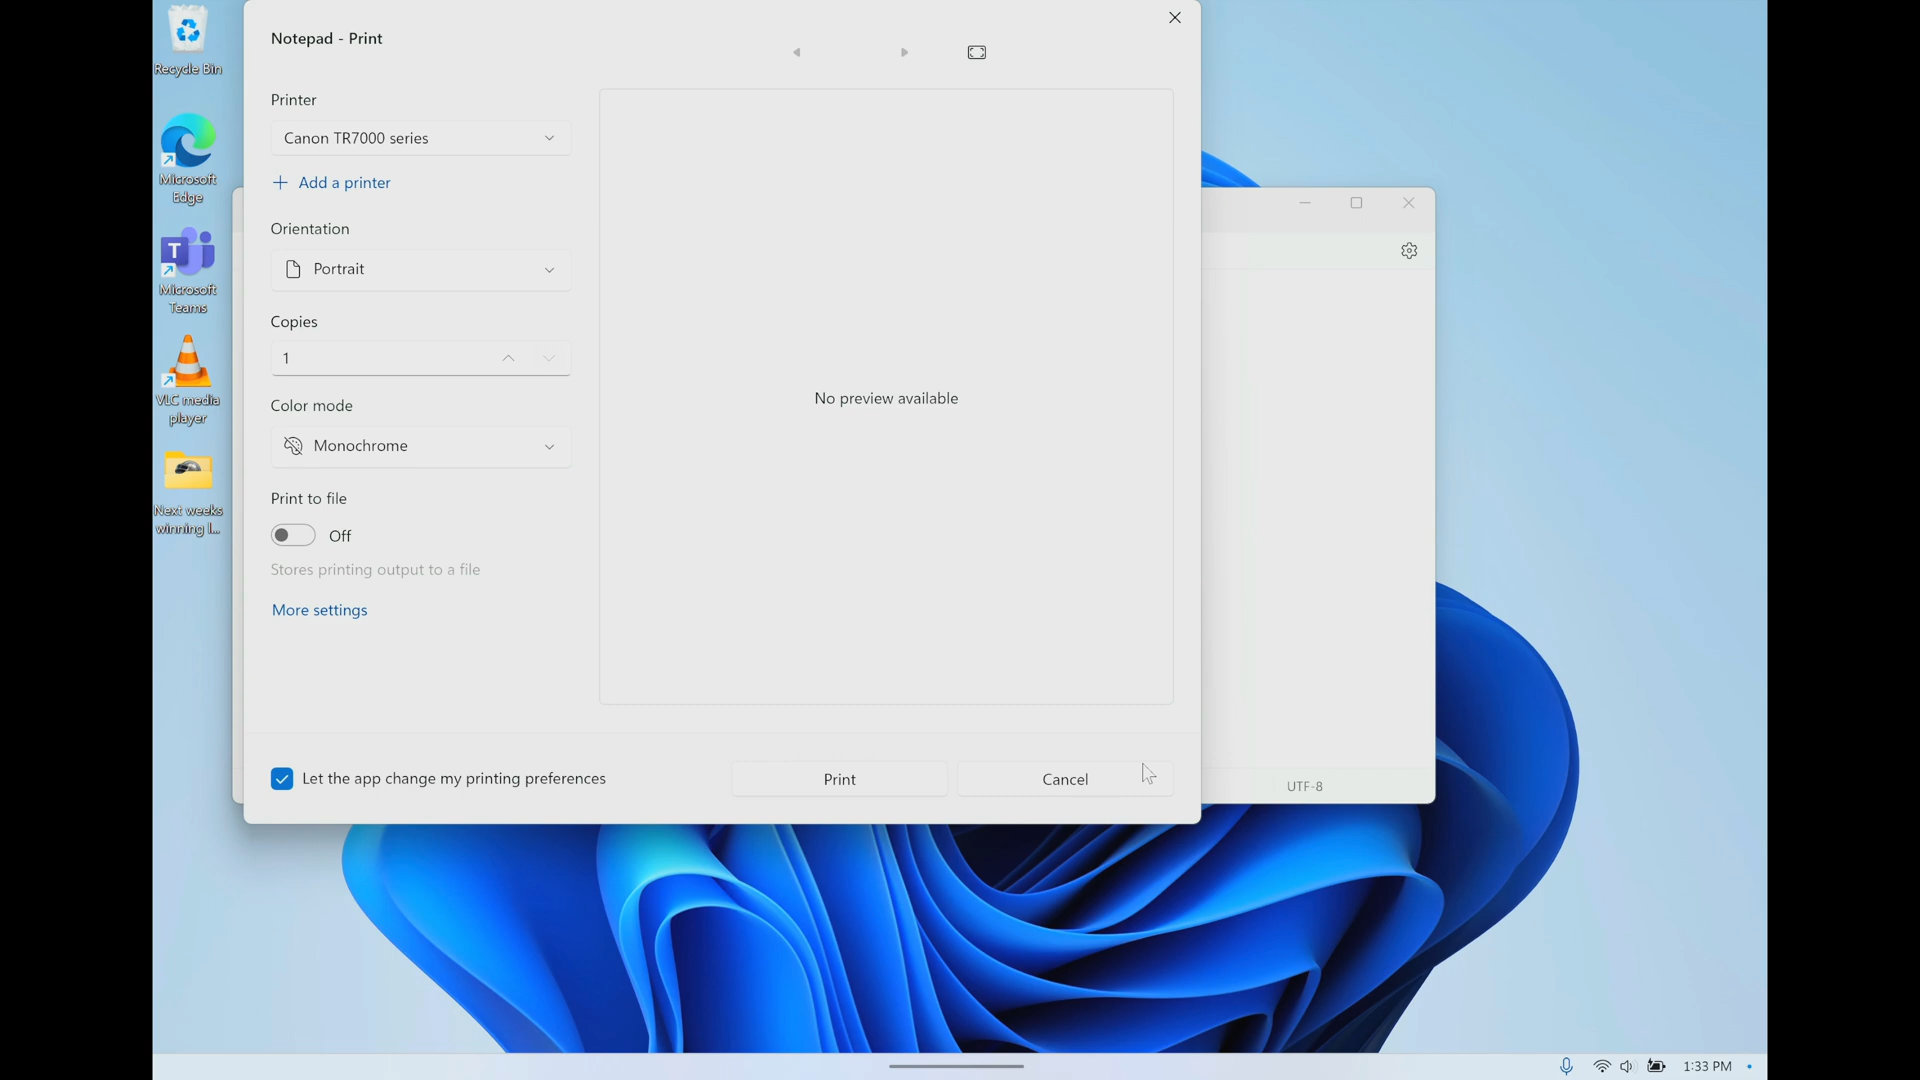 Recycle Bin
Microsoft
Edge
T
Microsoft
Teams
VLC media
player
Next weeks
winning l...
Notepad - Print
Printer
Canon TR7000 series
Add a printer
Orientation
Portrait
Copies
1
Color mode
Monochrome
Print to file
Off
Stores printing output to a file
More settings
No preview available
Let the app change my printing preferences
Print
Cancel
UTF-8
1:33 PM